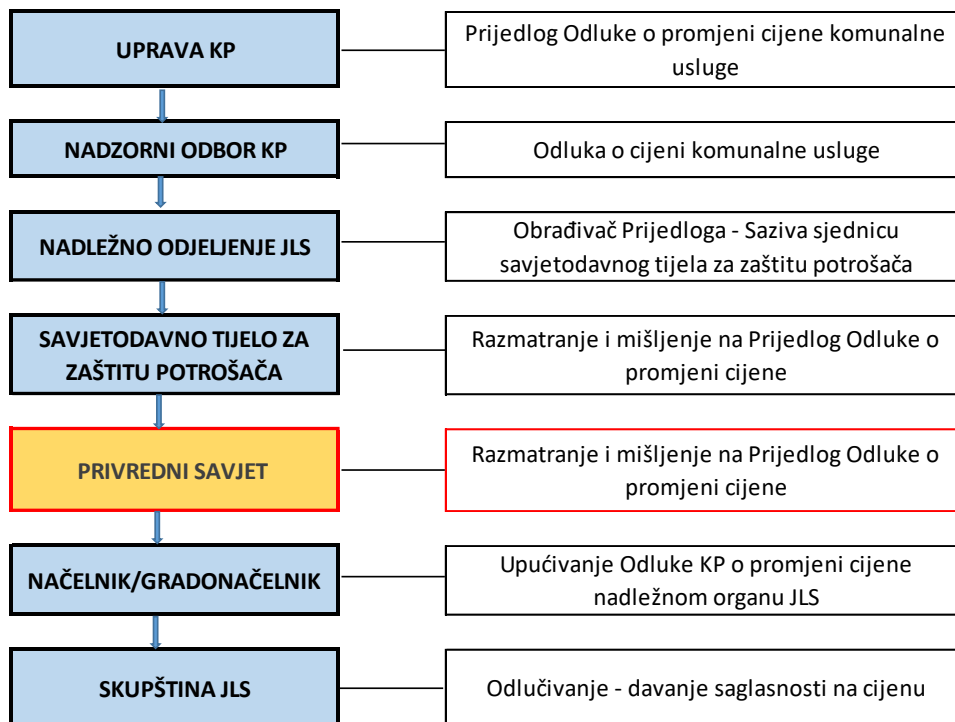 UPRAVA KP
Prijedlog Odluke o promjeni cijene komunalne
usluge
NADZORNI ODBOR KP
Odluka o cijeni komunalne usluge
NADLEŽNO ODJELJENJE JLS
Obrađivač Prijedloga - Saziva sjednicu
savjetodavnog tijela za zaštitu potrošača
SAVJETODAVNO TIJELO ZA
ZAŠTITU POTROŠAČA
Razmatranje i mišljenje na Prijedlog Odluke o
promjeni cijene
PRIVREDNI SAVJET
Razmatranje i mišljenje na Prijedlog Odluke o
promjeni cijene
NAČELNIK/GRADONAČELNIK
Upućivanje Odluke KP o promjeni cijene
nadležnom organu JLS
SKUPŠTINA JLS
Odlučivanje - davanje saglasnosti na cijenu